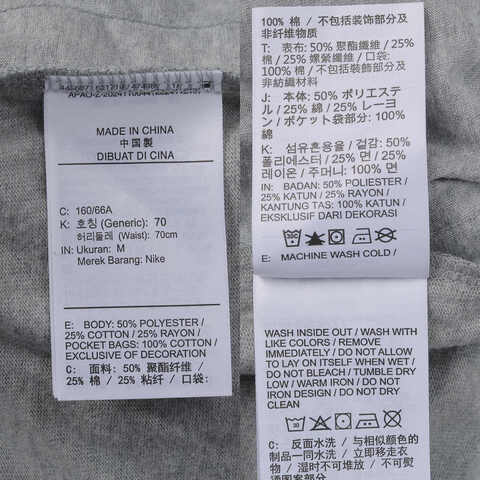 MADE IN CHINA
中國製
DIBUAT DI CINA
C: 160/66A
K: 호칭 (Generic): 70
허리둘레 (Waist): 70cm
IN: Ukuran: M
Merek Barang: Nike
E: BODY: 50% POLYESTER /
25% COTTON / 25% RAYON /
POCKET BAGS: 100% COTTON /
EXCLUSIVE OF DECORATION
C: 面料: 50% 聚酯纤维 /
25% 棉 / 25% 粘纤 / 口袋:
100% 棉 / 不包括装饰部分及
非纤维物质
T: 表布: 50% 聚酯纖維 / 25%
棉 / 25% 嫘縈纖維 / 口袋:
100% 棉 / 不包括裝飾部分及
非紡織材料
J: 本体: 50% ポリエステ
ル / 25% 綿 / 25% レーヨ
ン / ポケット袋部分: 100%
綿
K: 섬유혼용율 / 겉감: 50%
폴리에스터 / 25% 면 / 25%
레이온 / 주머니: 100% 면
IN: BADAN: 50% POLIESTER /
25% KATUN / 25% RAYON /
KANTUNG TAS: 100% KATUN /
EKSKLUSIF DARI DEKORASI
E: MACHINE WASH COLD /
WASH INSIDE OUT / WASH WITH
LIKE COLORS / REMOVE
IMMEDIATELY / DO NOT ALLOW
TO LAY ON ITSELF WHEN WET /
DO NOT BLEACH / TUMBLE DRY
LOW / WARM IRON / DO NOT
IRON DESIGN / DO NOT DRY
CLEAN
C: 反面水洗 / 与相似颜色的
制品一同水洗 / 立即移走衣
物 / 湿时不可堆放 / 不可熨